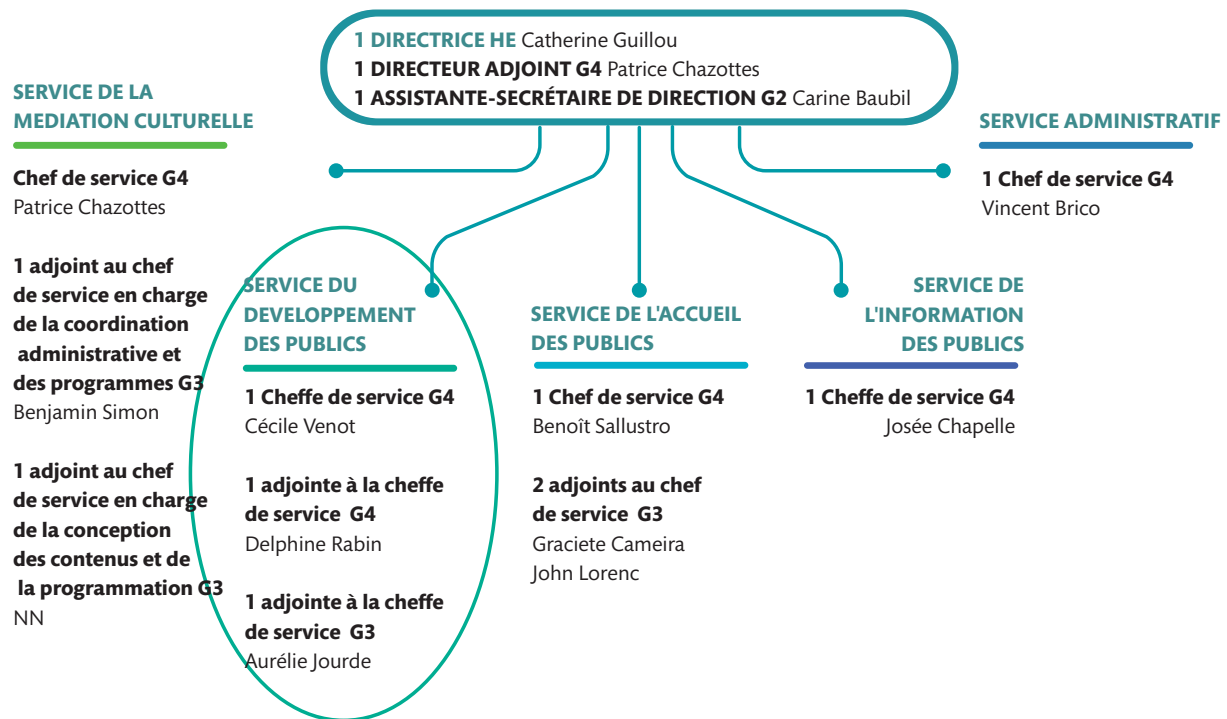 1 DIRECTRICE HE Catherine Guillou
1 DIRECTEUR ADJOINT G4 Patrice Chazottes
1 ASSISTANTE-SECRÉTAIRE DE DIRECTION G2 Carine Baubil
SERVICE DE LA
MEDIATION CULTURELLE
Chef de service G4
Patrice Chazottes
1 adjoint au chef
de service en charge
de la coordination
administrative et
des programmes G3
Benjamin Simon
1 adjoint au chef
de service en charge
de la conception
des contenus et de
la programmation G3
NN
SERVICE DU
DEVELOPPEMENT
DES PUBLICS
1 Cheffe de service G4
Cécile Venot
1 adjointe à la cheffe
de service G4
Delphine Rabin
1 adjointe à la cheffe
de service G3
Aurélie Jourde
SERVICE DE L'ACCUEIL
DES PUBLICS
1 Chef de service G4
Benoît Sallustro
2 adjoints au chef
de service G3
Graciete Cameira
John Lorenc
SERVICE DE
L'INFORMATION
DES PUBLICS
1 Cheffe de service G4
Josée Chapelle
SERVICE ADMINISTRATIF
1 Chef de service G4
Vincent Brico